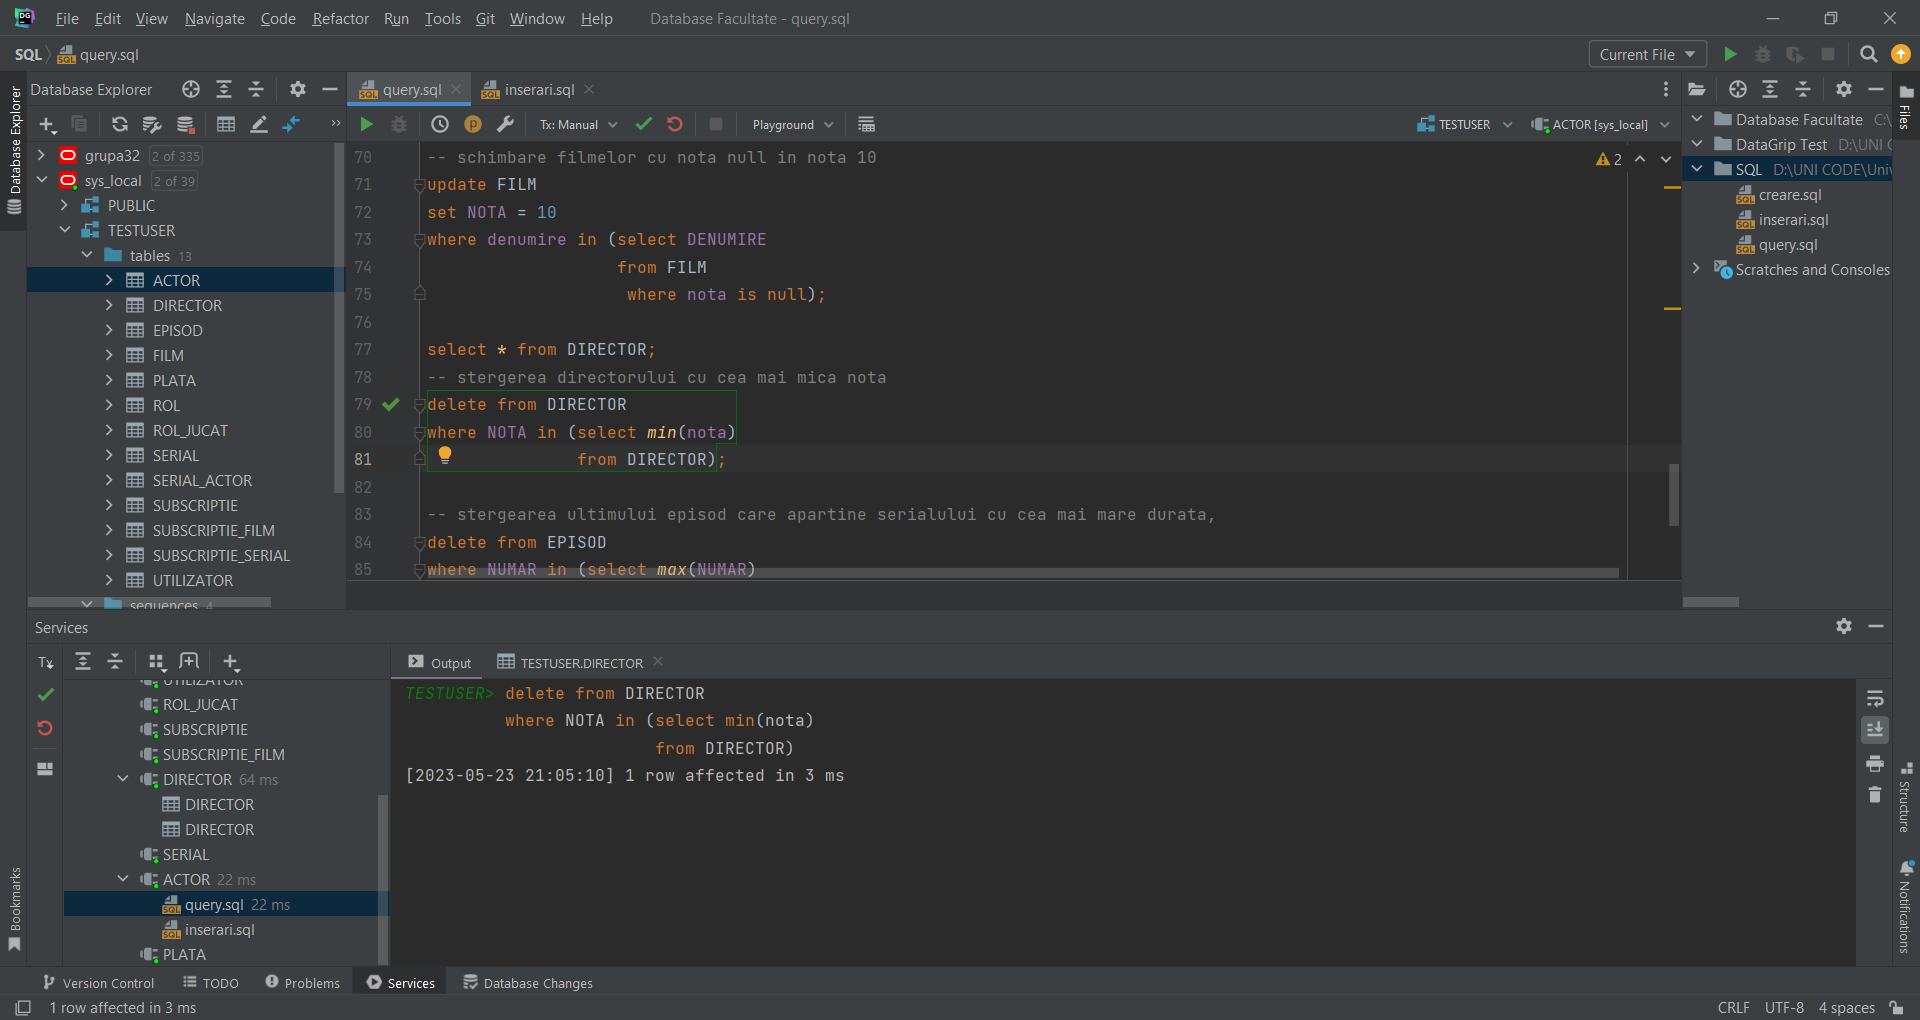 DG File Edit View Navigate Code Refactor Run Tools Git Window Help Database Facultate - query.sql
SQL query.sql
Current File
Database Explorer
query.sql
inserari.sql
Tx: Manual
Playground
TESTUSER
ACTOR [sys_local]
Database Explorer
Bookmarks
grupa32 2 of 335
sys_local 2 of 39
PUBLIC
TESTUSER
tables 13
ACTOR
DIRECTOR
EPISOD
FILM
PLATA
ROL
ROL_JUCAT
SERIAL
SERIAL_ACTOR
SUBSCRIPTIE
SUBSCRIPTIE_FILM
SUBSCRIPTIE_SERIAL
UTILIZATOR
sequences 4
70 -- schimbare filmelor cu nota null in nota 10
71 update FILM
72 set NOTA = 10
73 where denumire in (select DENUMIRE
74 from FILM
75 where nota is null);
76
77 select * from DIRECTOR;
78 -- stergerea directorului cu cea mai mica nota
79 delete from DIRECTOR
80 where NOTA in (select min(nota)
81 from DIRECTOR);
82
83 -- stergearea ultimului episod care apartine serialului cu cea mai mare durata,
84 delete from EPISOD
85 where NUMAR in (select max(NUMAR)
2
Database Facultate C:\
DataGrip Test D:\UNI C
SQL D:\UNI CODE\Univ
creare.sql
inserari.sql
query.sql
Scratches and Consoles
Files
Structure
Notifications
Services
Tx
UTILIZATOR
ROL_JUCAT
SUBSCRIPTIE
SUBSCRIPTIE_FILM
DIRECTOR 64 ms
DIRECTOR
DIRECTOR
SERIAL
ACTOR 22 ms
query.sql 22 ms
inserari.sql
PLATA
Output
TESTUSER.DIRECTOR
TESTUSER> delete from DIRECTOR
where NOTA in (select min(nota)
from DIRECTOR)
[2023-05-23 21:05:10] 1 row affected in 3 ms
Version Control TODO Problems Services Database Changes
1 row affected in 3 ms
CRLF UTF-8 4 spaces